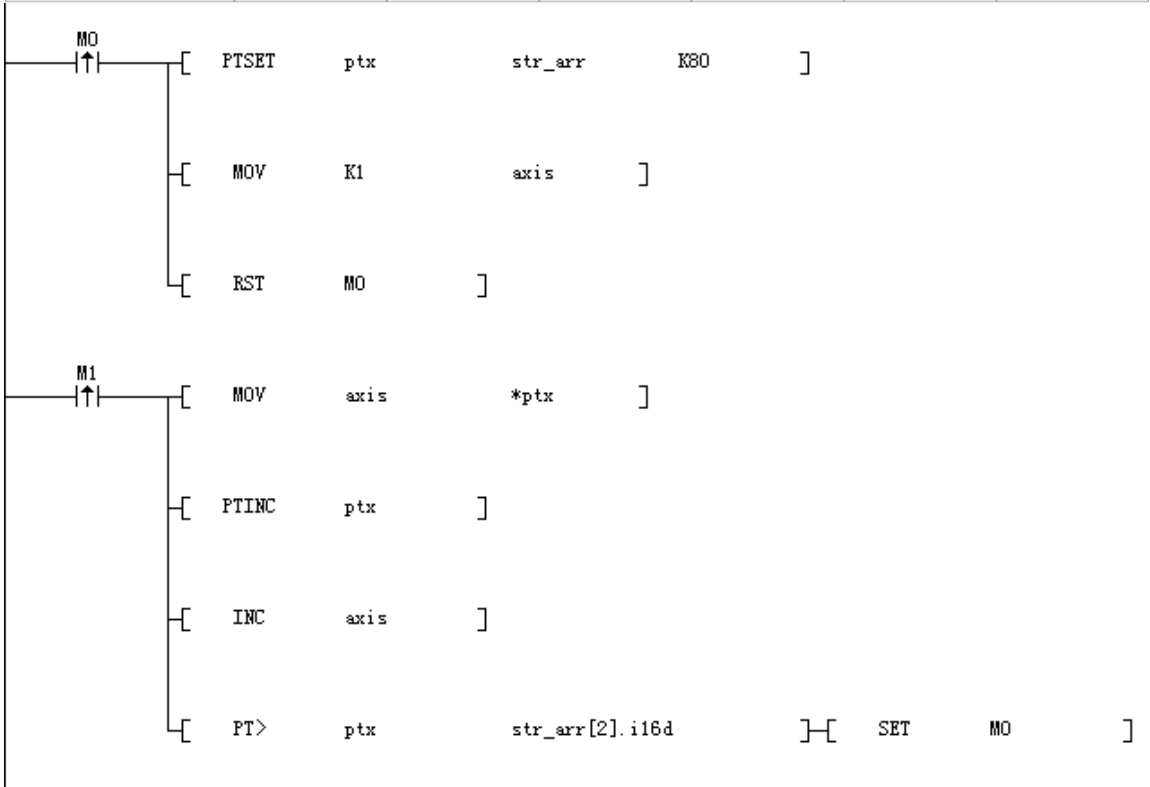 M0
PTSET ptx str_arr K80
MOV K1 axis
RST M0
M1
MOV axis *ptx
PTINC ptx
INC axis
PT> ptx str_arr[2].i16d SET M0